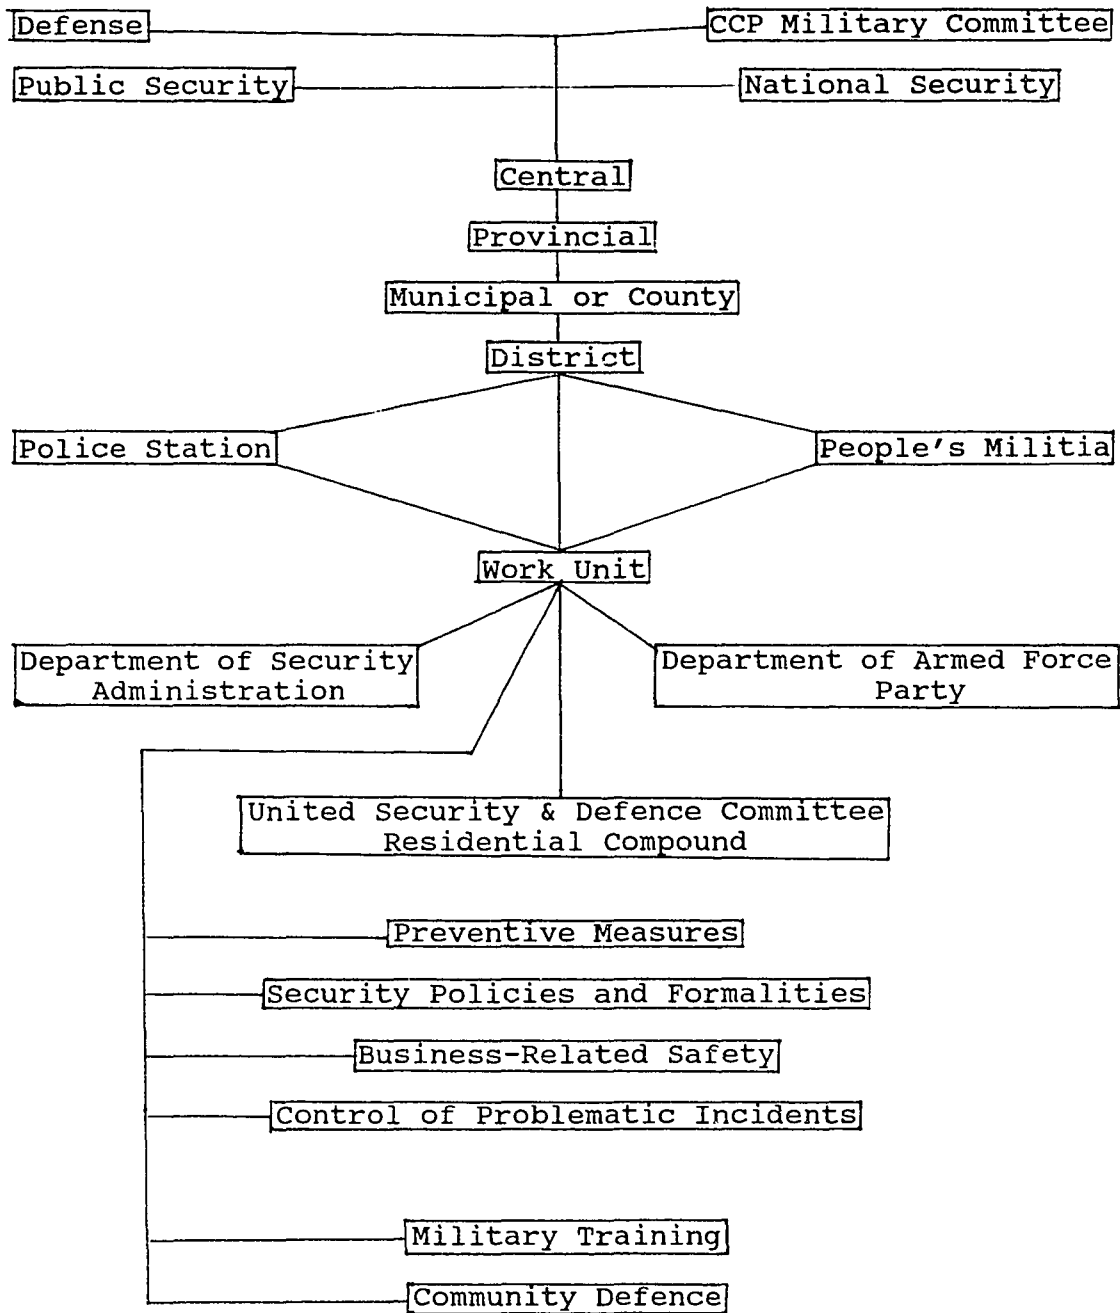 Defense
CCP Military Committee
Public Security
National Security
Central
Provincial
Municipal or County
District
Police Station
People's Militia
Work Unit
Department of Security
Administration
Department of Armed Force
Party
United Security & Defence Committee
Residential Compound
Preventive Measures
Security Policies and Formalities
Business-Related Safety
Control of Problematic Incidents
Military Training
Community Defence